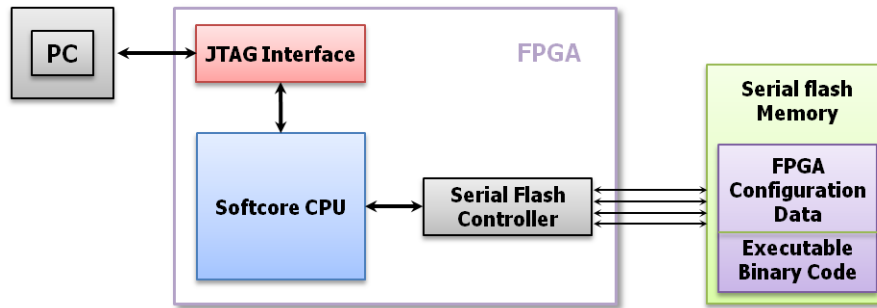 PC
JTAG Interface
FPGA
Softcore CPU
Serial Flash
Controller
Serial flash
Memory
FPGA
Configuration
Data
Executable
Binary Code